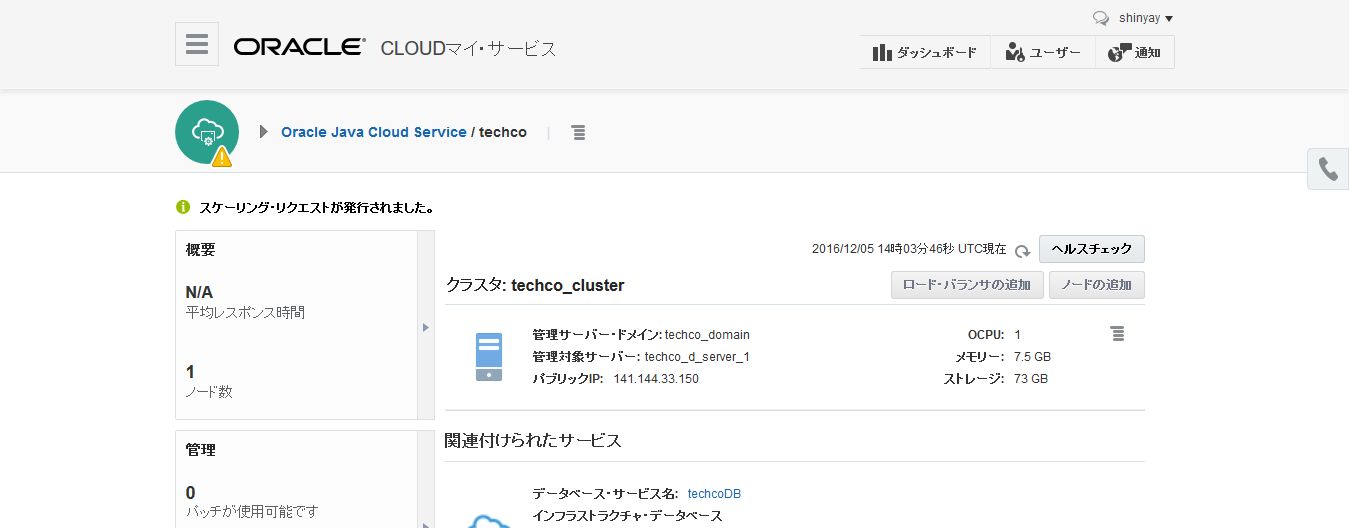 shinyay
ORACLE CLOUDマイ・サービス
ダッシュボード ユーザー 通知
Oracle Java Cloud Service / techco
スケーリング・リクエストが発行されました。
概要
N/A
平均レスポンス時間
1
ノード数
管理
0
パッチが使用可能です
2016/12/05 14時03分46秒 UTC現在 ヘルスチェック
クラスタ: techco_cluster ロード・バランサの追加 ノードの追加
管理サーバー・ドメイン: techco_domain OCPU: 1
管理対象サーバー: techco_d_server_1 メモリー: 7.5 GB
パブリックIP: 141.144.33.150 ストレージ: 73 GB
関連付けられたサービス
データベース・サービス名: techcoDB
インフラストラクチャ・データベース